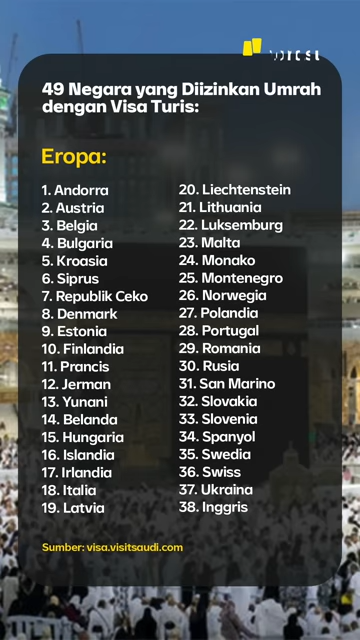 49 Negara yang Diizinkan Umrah
dengan Visa Turis:
Eropa:
1. Andorra
2. Austria
3. Belgia
4. Bulgaria
5. Kroasia
6. Siprus
7. Republik Ceko
8. Denmark
9. Estonia
10. Finlandia
11. Prancis
12. Jerman
13. Yunani
14. Belanda
15. Hungaria
16. Islandia
17. Irlandia
18. Italia
19. Latvia
20. Liechtenstein
21. Lithuania
22. Luksemburg
23. Malta
24. Monako
25. Montenegro
26. Norwegia
27. Polandia
28. Portugal
29. Romania
30. Rusia
31. San Marino
32. Slovakia
33. Slovenia
34. Spanyol
35. Swedia
36. Swiss
37. Ukraina
38. Inggris
Sumber: visa.visitsaudi.com